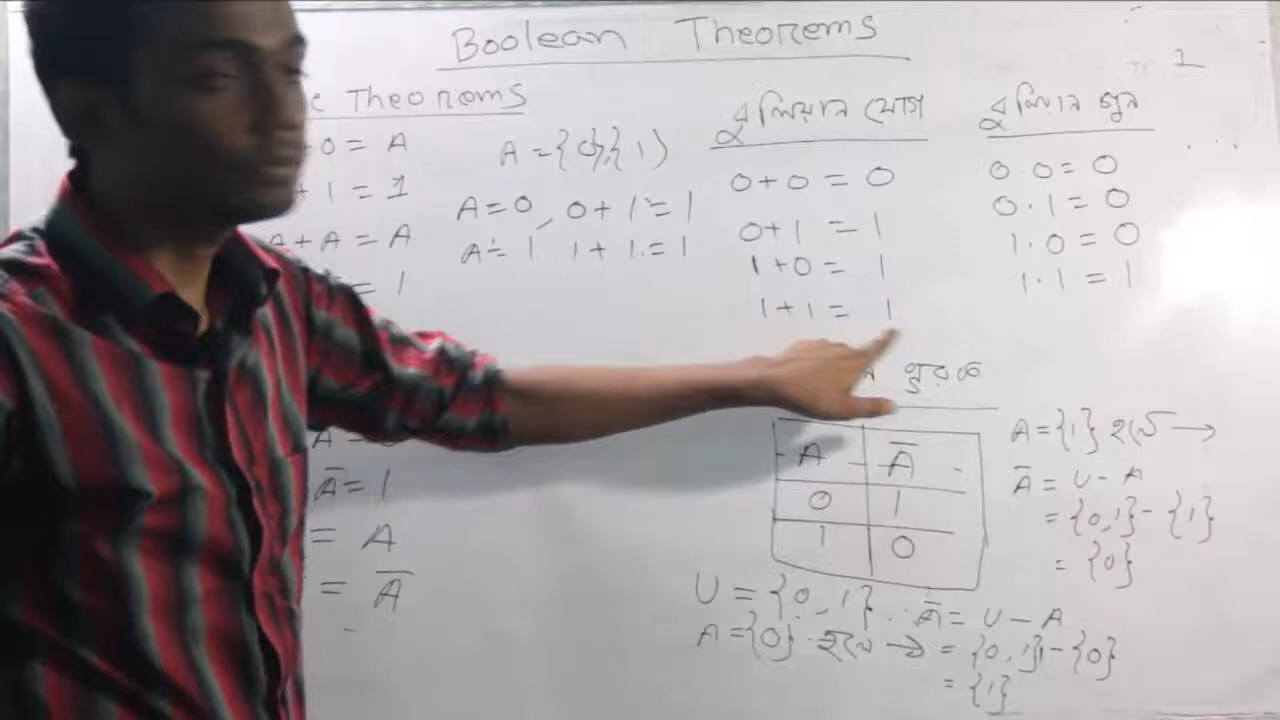 Boolean Theorems
Theorems
0 = A
+ 1 = 1
A + A = A
= 1
A = {0}, {1)
A = 0, 0 + 1 = 1
A = 1 1 + 1 = 1
বুলিয়ান যোগ
0 + 0 = 0
0 + 1 = 1
1 + 0 = 1
1 + 1 = 1
বুলিয়ান গুন
0 . 0 = 0
0 . 1 = 0
1 . 0 = 0
1 . 1 = 1
1
Ā = 1
= A
= Ā
পুরক
A Ā
0 1
1 0
A = {1} হলে →
Ā = U - A
= {0,1} - {1}
= {0}
U = {0, 1} . . Ā = U - A
A = {0} হলে → = {0, 1} - {0}
= {1}